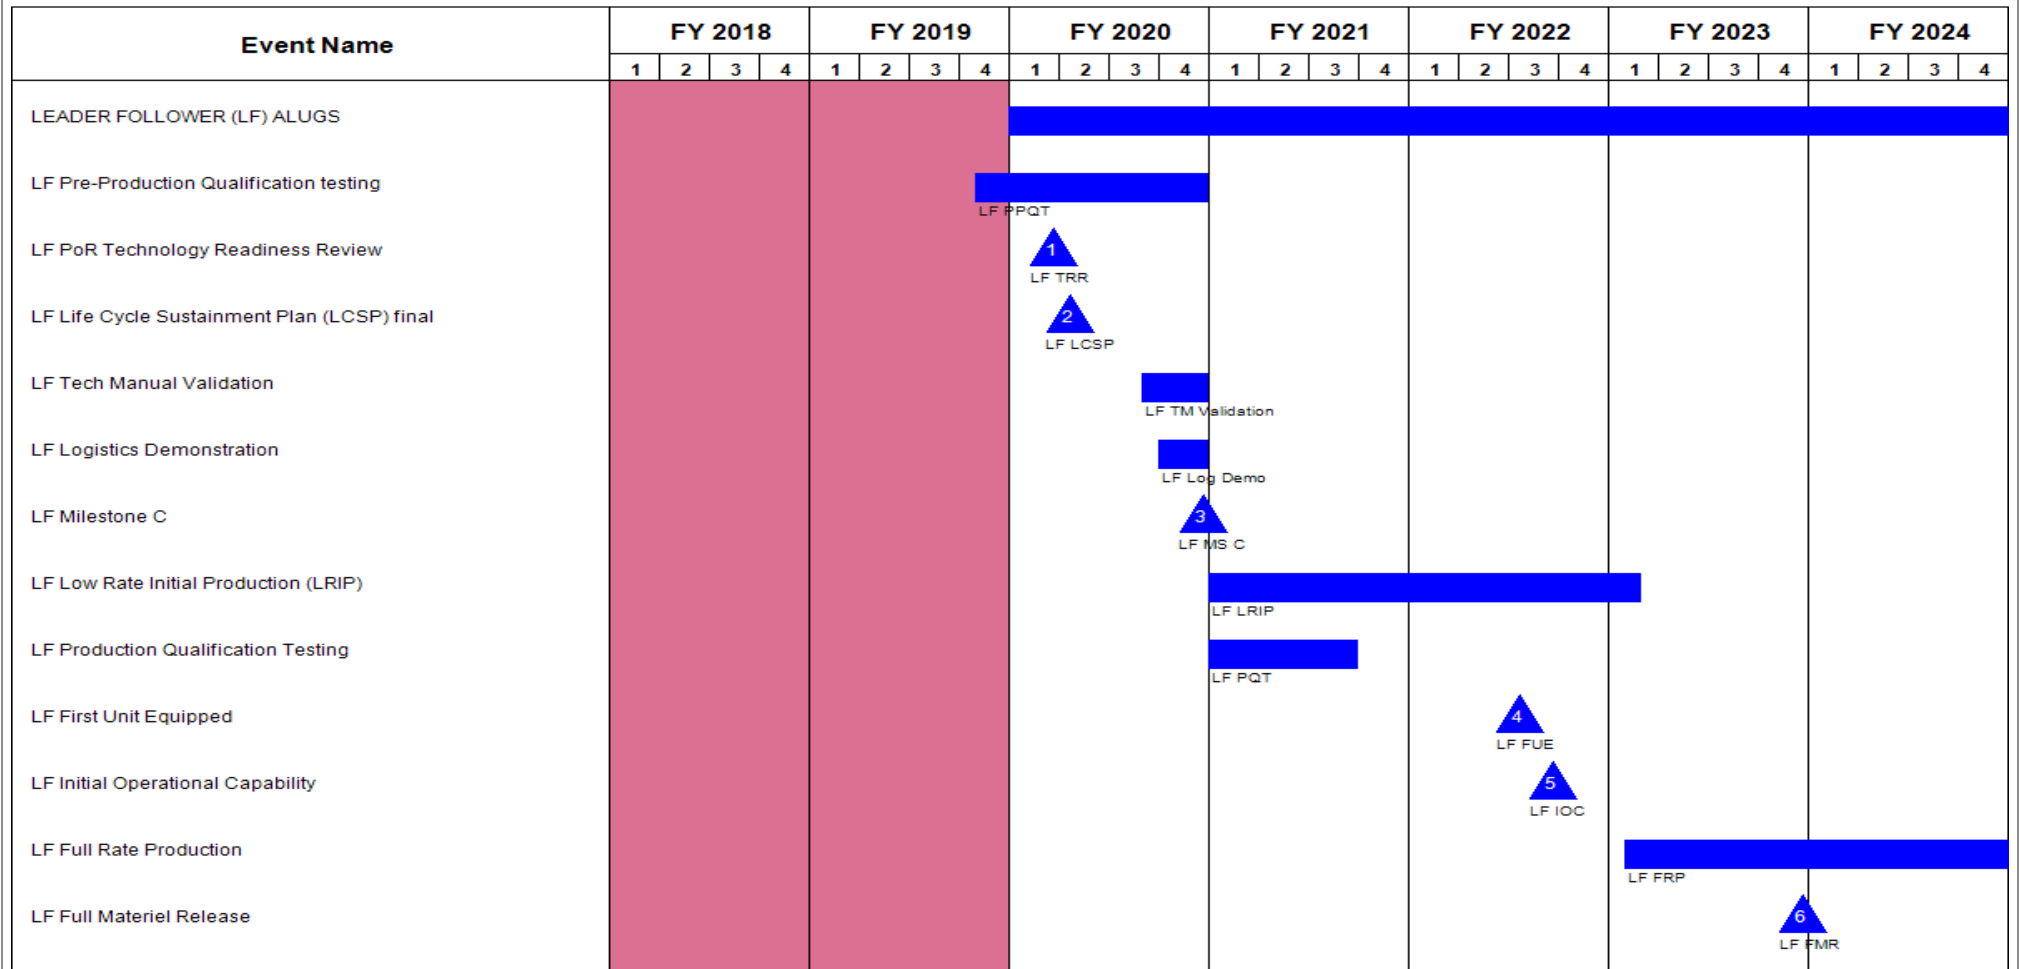 Event Name
FY 2018 FY 2019 FY 2020 FY 2021 FY 2022 FY 2023 FY 2024
1 2 3 4 1 2 3 4 1 2 3 4 1 2 3 4 1 2 3 4 1 2 3 4 1 2 3 4
LEADER FOLLOWER (LF) ALUGS
LF Pre-Production Qualification testing
LF PPQT
LF PoR Technology Readiness Review
1
LF TRR
LF Life Cycle Sustainment Plan (LCSP) final
2
LF LCSP
LF Tech Manual Validation
LF TM Validation
LF Logistics Demonstration
LF Log Demo
LF Milestone C
3
LF MS C
LF Low Rate Initial Production (LRIP)
LF LRIP
LF Production Qualification Testing
LF PQT
LF First Unit Equipped
4
LF FUE
LF Initial Operational Capability
5
LF IOC
LF Full Rate Production
LF FRP
LF Full Materiel Release
6
LF FMR